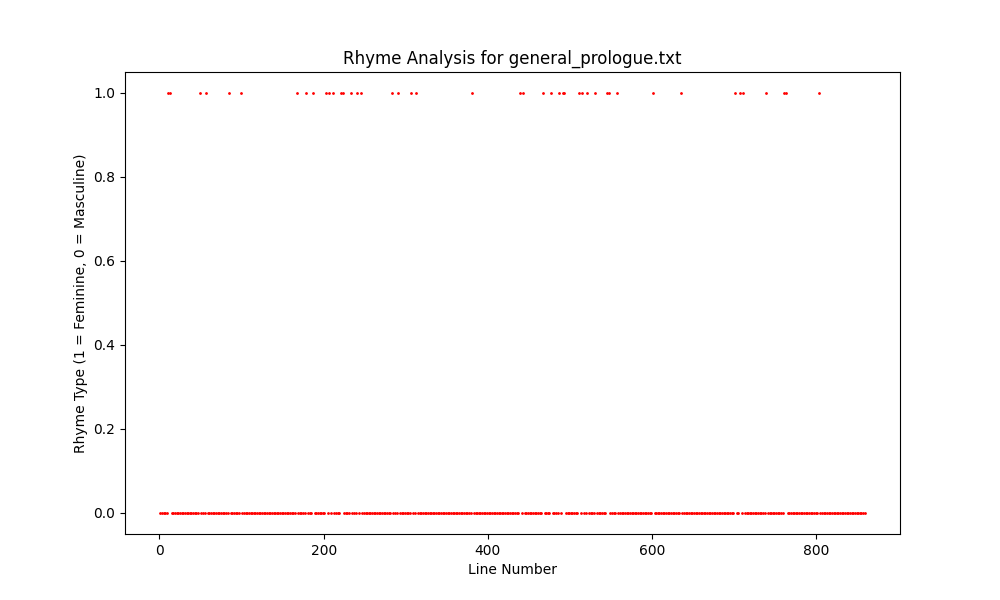 Rhyme Analysis for general_prologue.txt
Rhyme Type (1 = Feminine, 0 = Masculine)
1.0
0.8
0.6
0.4
0.2
0.0
0 200 400 600 800
Line Number